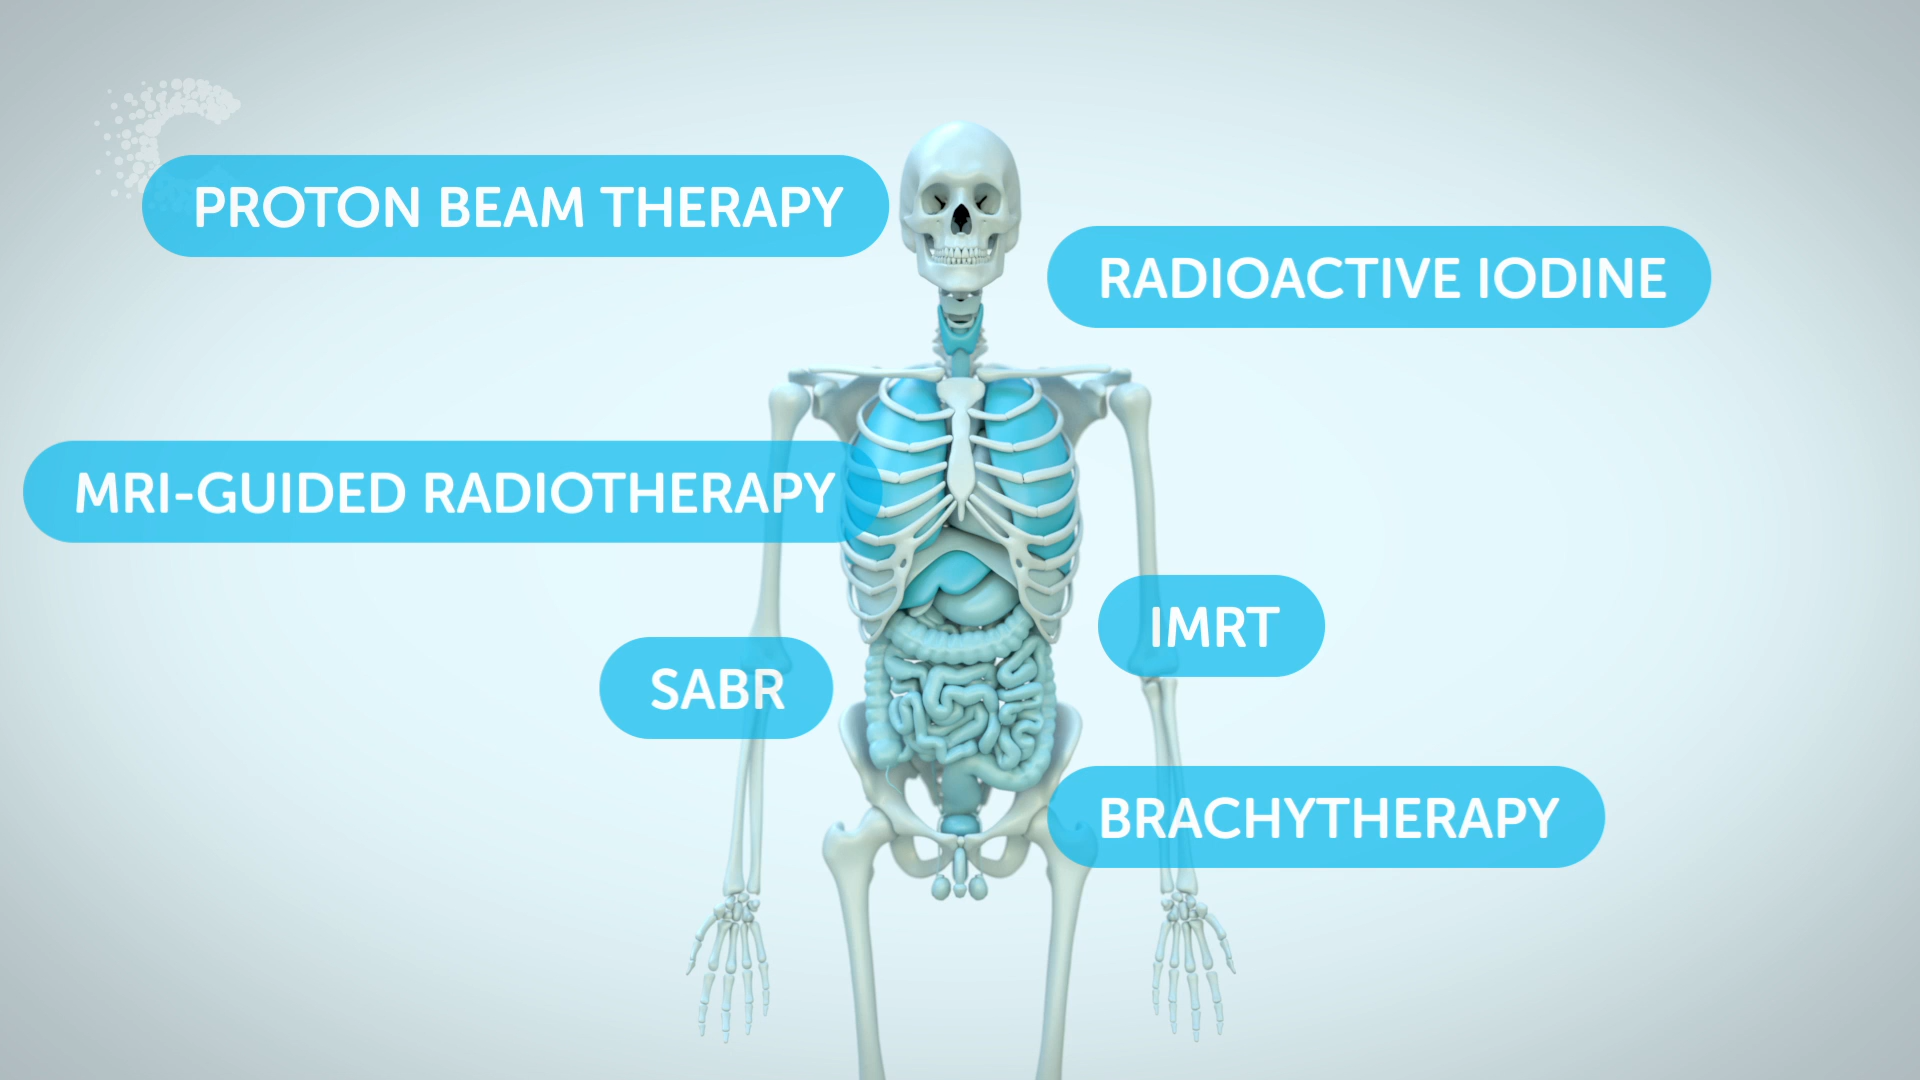 PROTON BEAM THERAPY
RADIOACTIVE IODINE
MRI-GUIDED RADIOTHERAPY
IMRT
SABR
BRACHYTHERAPY